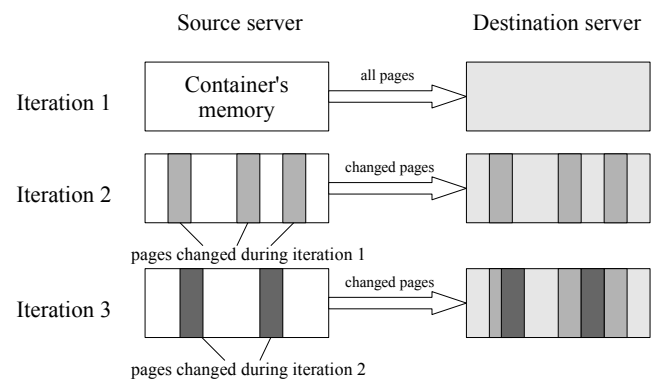 Source server
Destination server
Iteration 1
Container's
memory
all pages
Iteration 2
changed pages
pages changed during iteration 1
Iteration 3
changed pages
pages changed during iteration 2